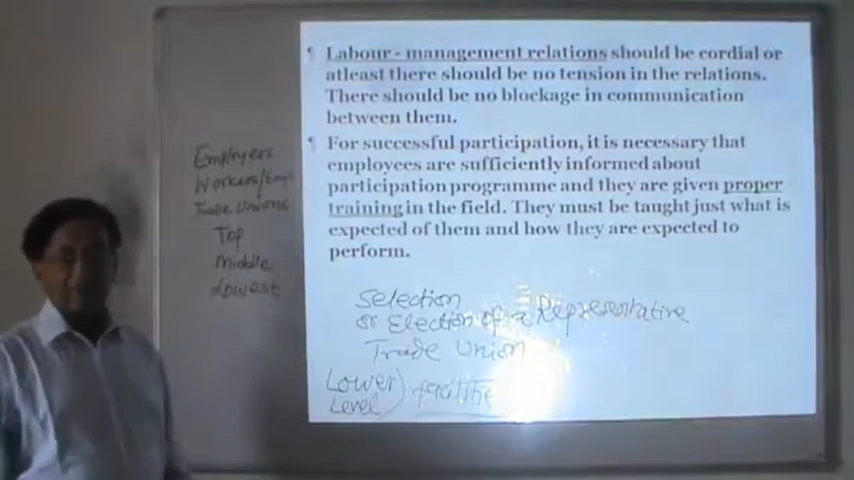 ¶ Labour - management relations should be cordial or
atleast there should be no tension in the relations.
There should be no blockage in communication
between them.
¶ For successful participation, it is necessary that
employees are sufficiently informed about
participation programme and they are given proper
training in the field. They must be taught just what is
expected of them and how they are expected to
perform.
Employers
Workers/
Trade Unions
Top
Middle
Lowest
Selection
or Election of a Representative
Trade Union
Lower)
Level)